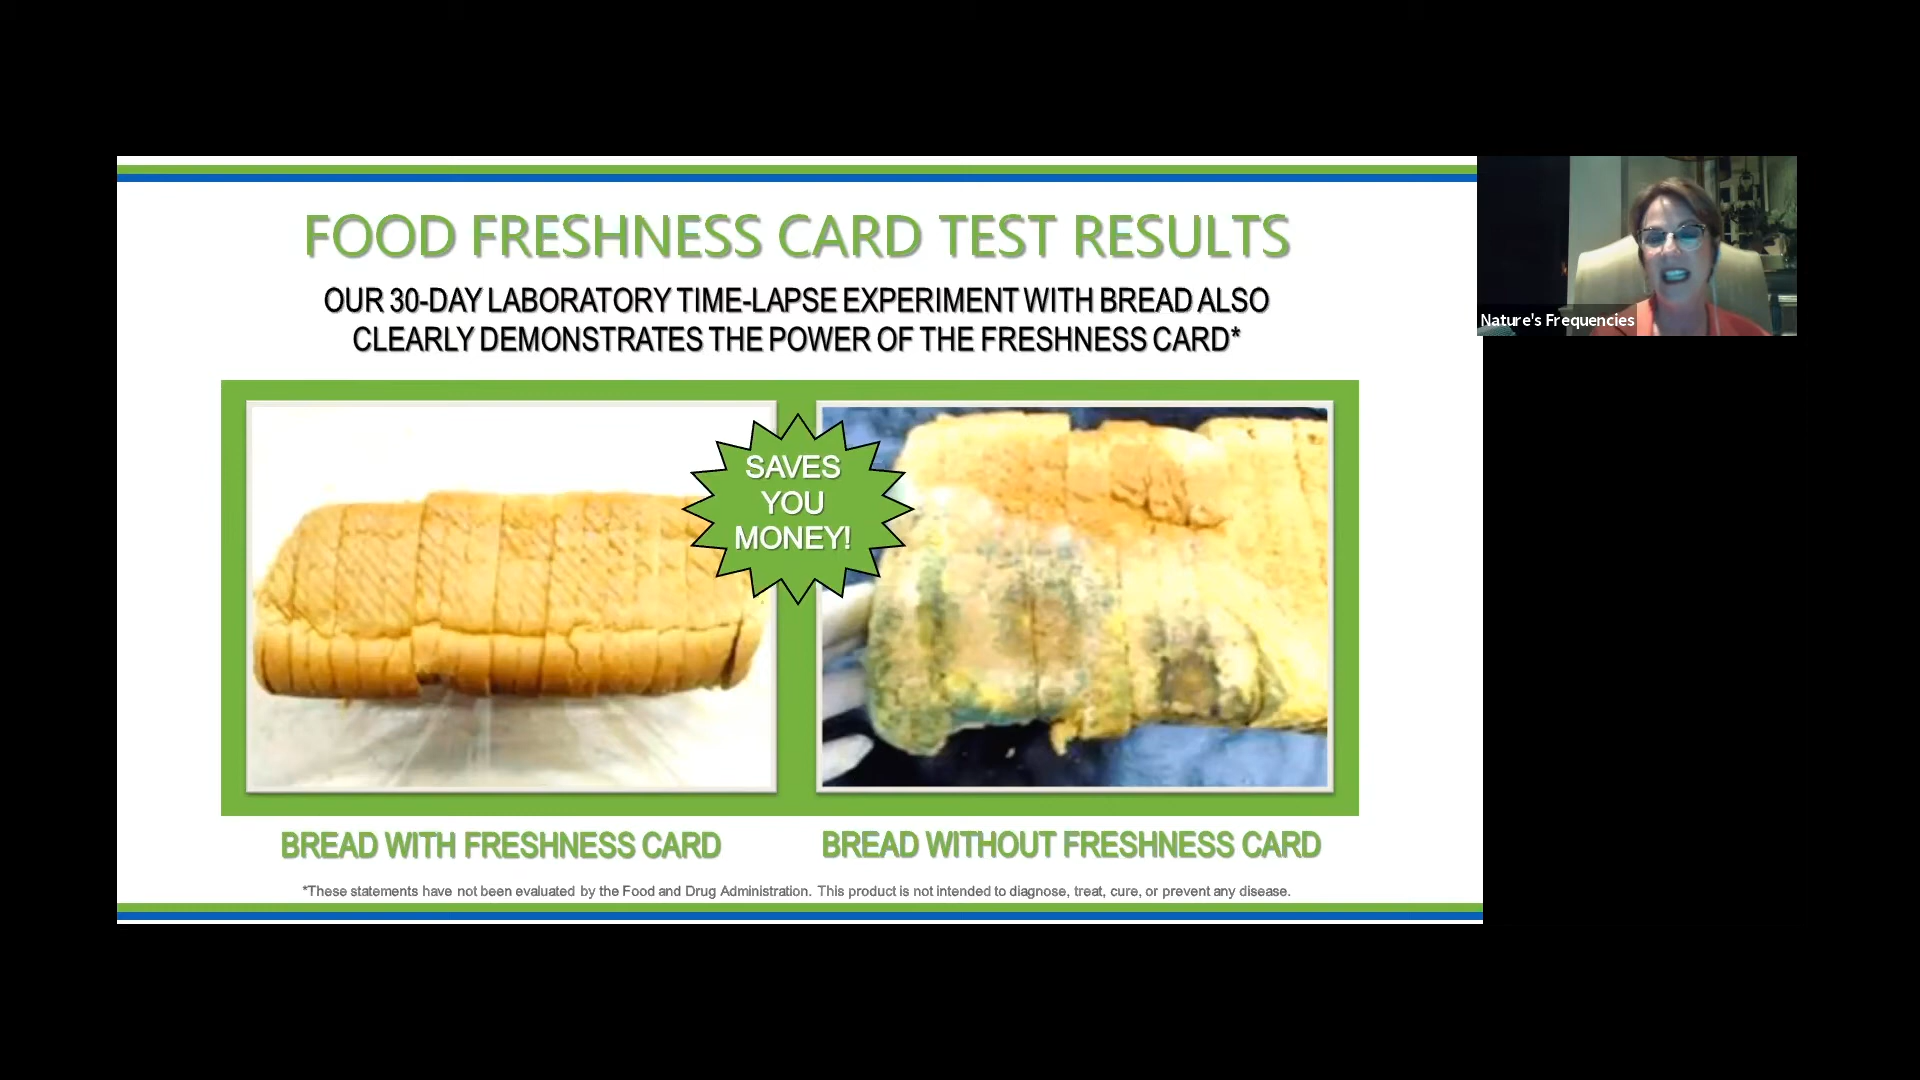 FOOD FRESHNESS CARD TEST RESULTS
OUR 30-DAY LABORATORY TIME-LAPSE EXPERIMENT WITH BREAD ALSO
CLEARLY DEMONSTRATES THE POWER OF THE FRESHNESS CARD*
Nature's Frequencies
SAVES
YOU
MONEY!
BREAD WITH FRESHNESS CARD
BREAD WITHOUT FRESHNESS CARD
*These statements have not been evaluated by the Food and Drug Administration. This product is not intended to diagnose, treat, cure, or prevent any disease.